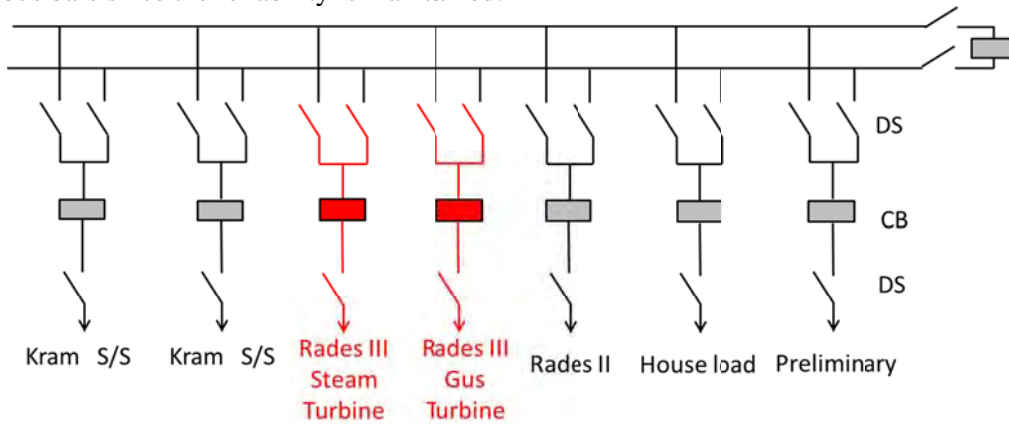 DS
CB
DS
Kram S/S
Kram S/S
Rades III
Steam
Turbine
Rades III
Gus
Turbine
Rades II
House load
Preliminary